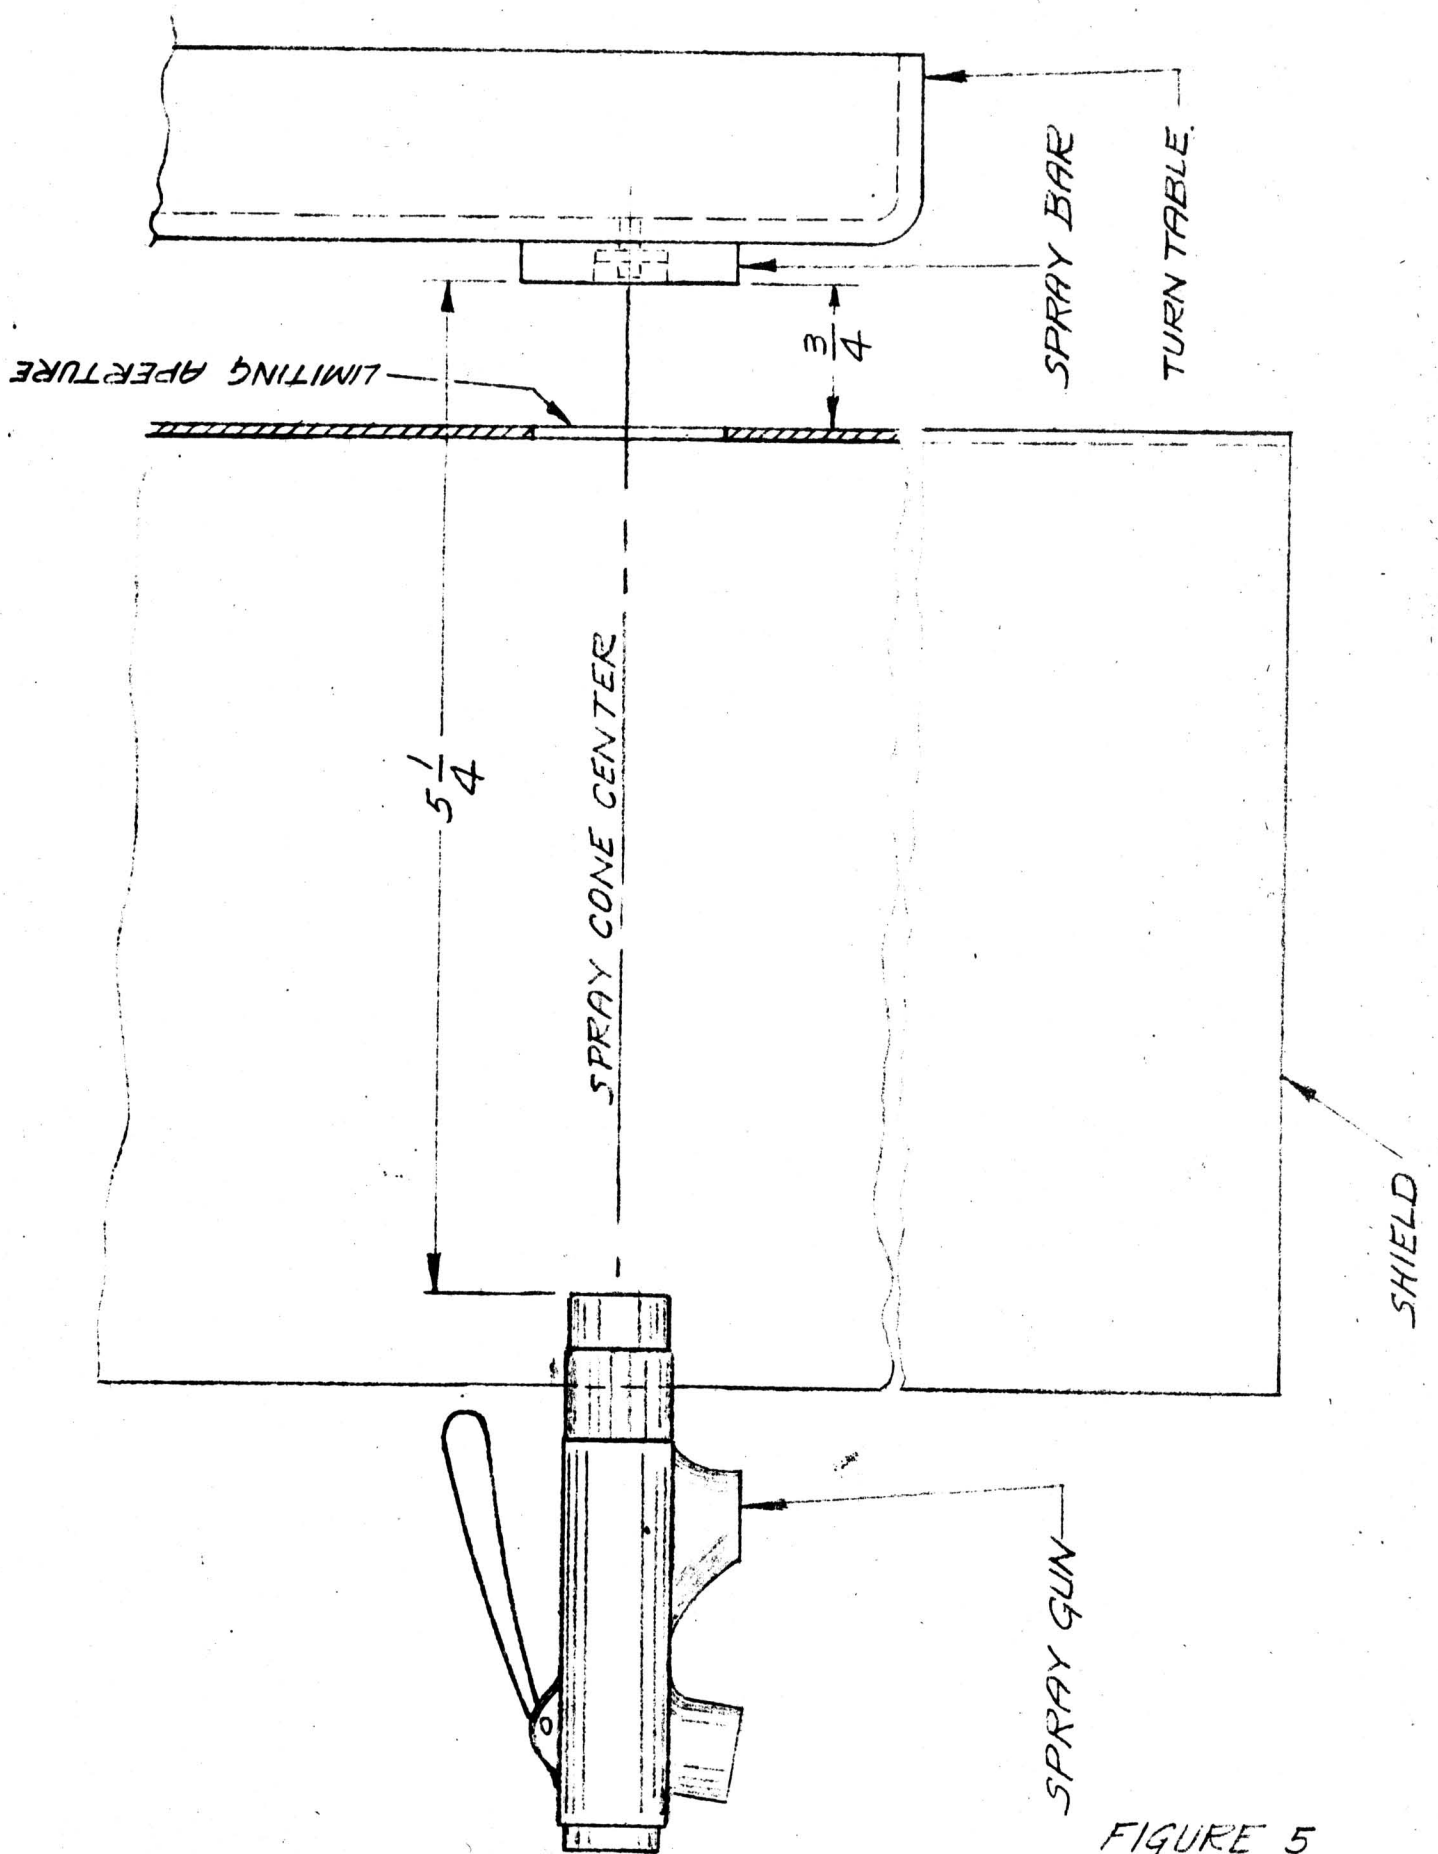 LIMITING APERTURE
SPRAY BAR
TURN TABLE
3/4
5 1/4
SPRAY CONE CENTER
SHIELD
SPRAY GUN
FIGURE 5